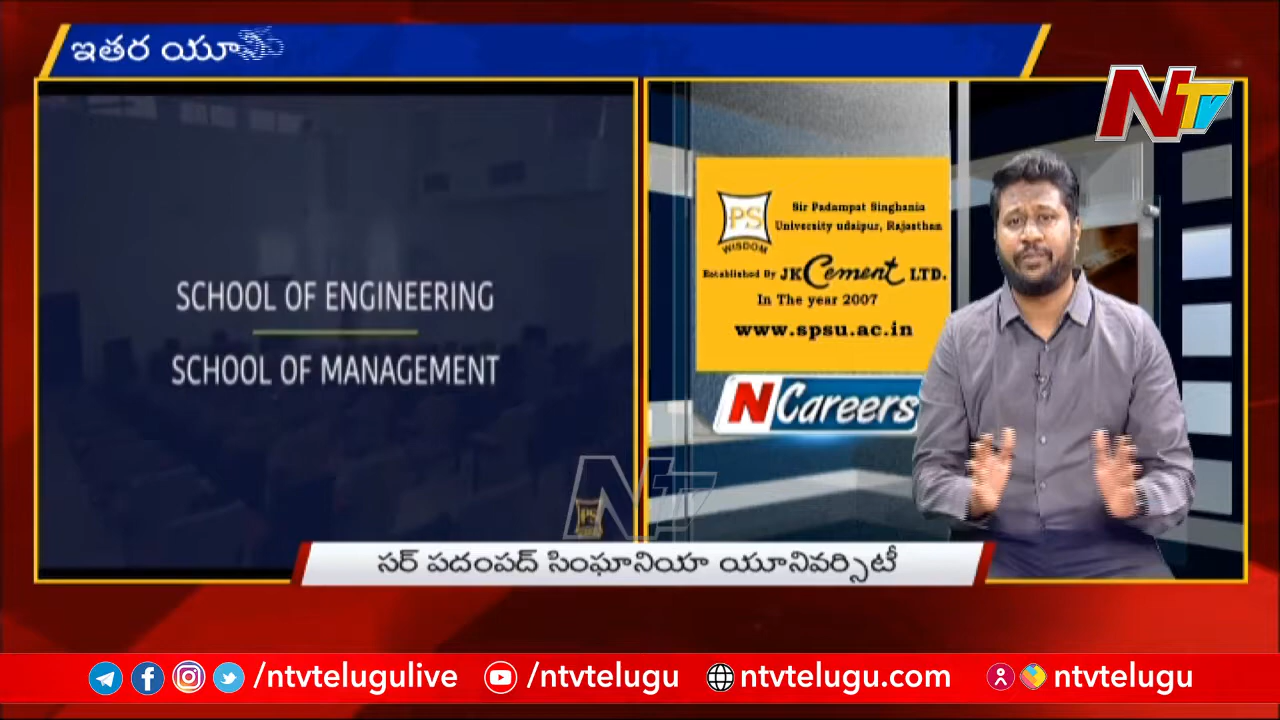 ఇతర
NTV
SCHOOL OF ENGINEERING
SCHOOL OF MANAGEMENT
PS
WISDOM
Sir Padampat Singhania
University udaipur, Rajasthan
Established By JK Cement LTD.
In The year 2007
www.spsu.ac.in
N Careers
NTV
PS
సర్ పదంపద్ సింఘానియా యూనివర్సిటీ
/ntvtelugulive
/ntvtelugu
ntvtelugu.com
ntvtelugu